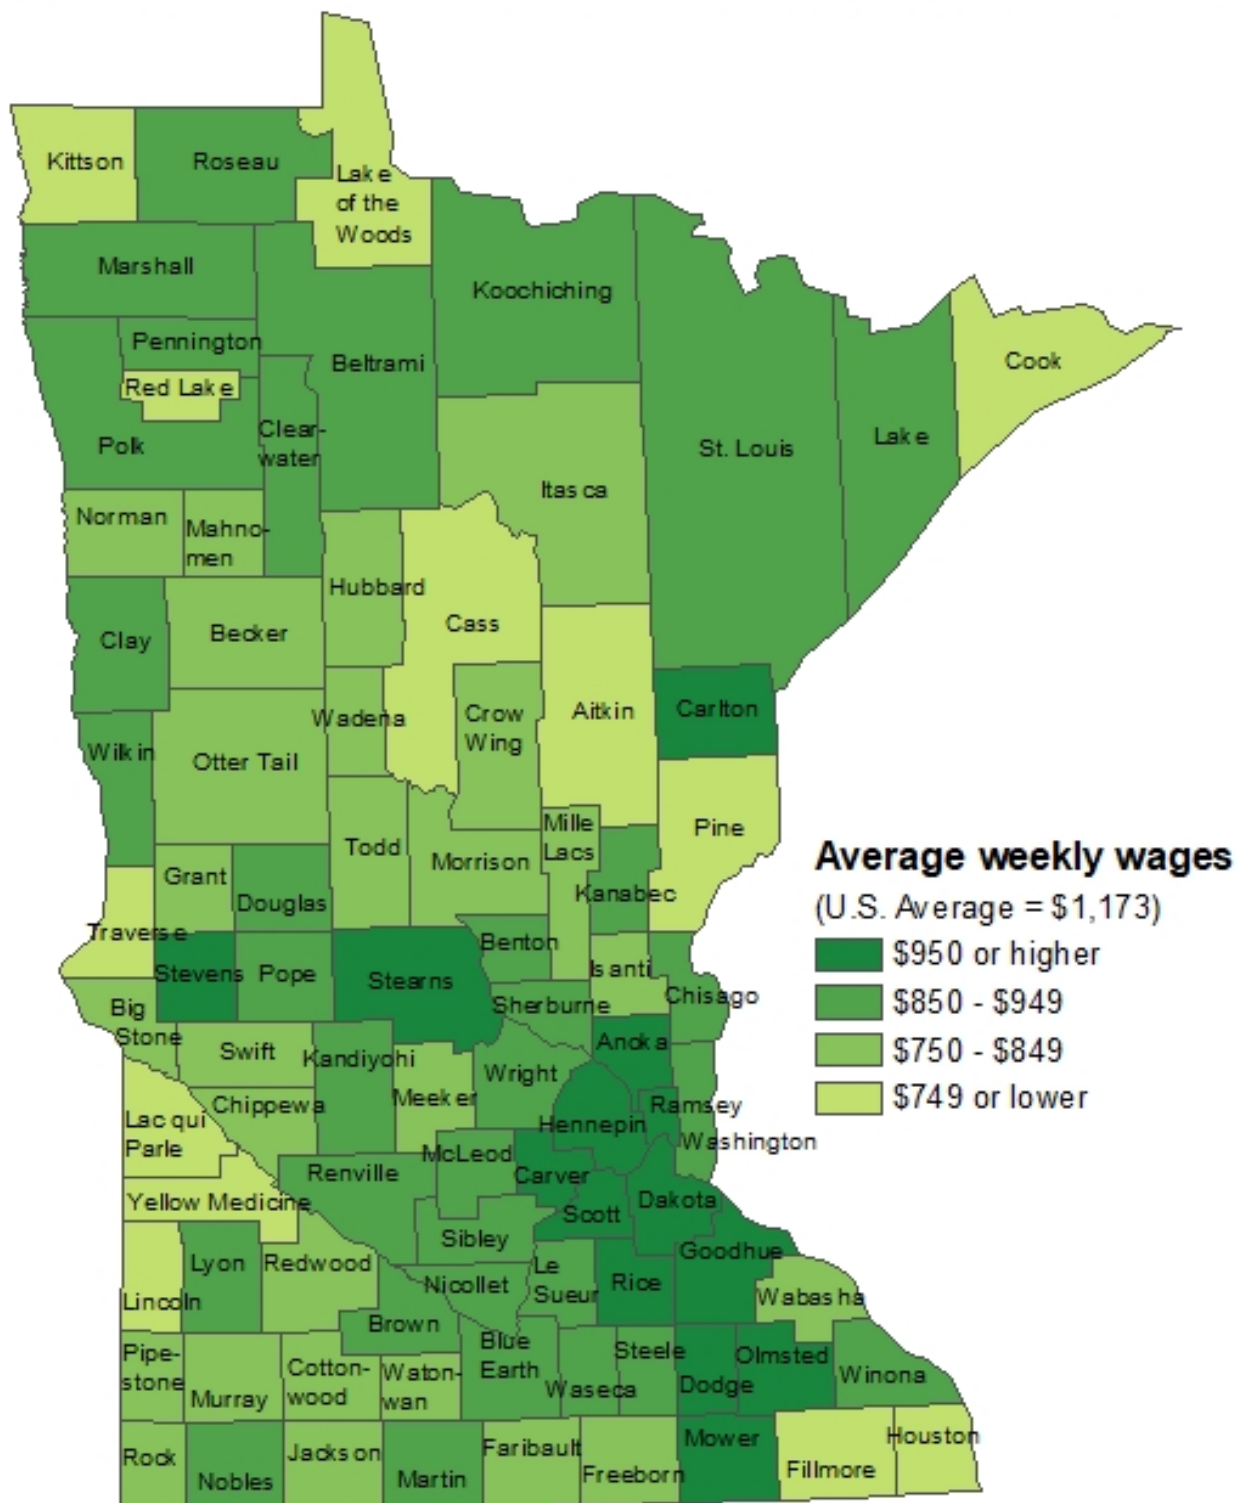 Kittson
Roseau
Lake
of the
Woods
Marshall
Koochiching
Pennington
Beltrami
Cook
Red Lake
Clear-
water
Polk
St. Louis
Lake
Itasca
Norman
Mahno-
men
Hubbard
Cass
Clay
Becker
Wadena
Crow
Wing
Aitkin
Carlton
Wilkin
Otter Tail
Pine
Mille
Lacs
Todd
Morrison
Grant
Douglas
Kanabec
Traverse
Stevens
Pope
Stearns
Benton
Isanti
Big
Stone
Sherburne
Chisago
Swift
Kandiyohi
Anoka
Wright
Chippewa
Meeker
Hennepin
Ramsey
Washington
Lac qui
Parle
McLeod
Carver
Renville
Yellow Medicine
Dakota
Scott
Sibley
Goodhue
Lyon
Redwood
Nicollet
Le
Sueur
Rice
Wabasha
Lincoln
Brown
Blue
Earth
Steele
Olmsted
Pipe-
stone
Cotton-
wood
Waton-
wan
Murray
Waseca
Dodge
Winona
Rock
Nobles
Jackson
Martin
Faribault
Freeborn
Mower
Fillmore
Houston
Average weekly wages
(U.S. Average = $1,173)
$950 or higher
$850 - $949
$750 - $849
$749 or lower